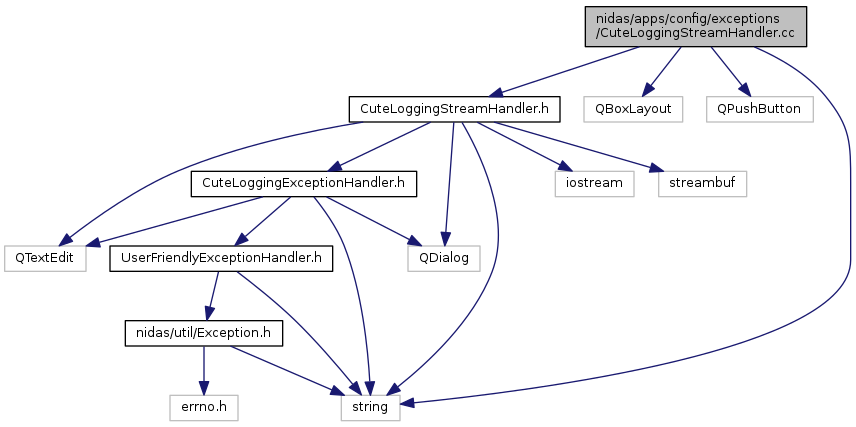 nidas/apps/config/exceptions
/CuteLoggingStreamHandler.cc
CuteLoggingStreamHandler.h
QBoxLayout
QPushButton
CuteLoggingExceptionHandler.h
iostream
streambuf
QTextEdit
UserFriendlyExceptionHandler.h
QDialog
nidas/util/Exception.h
errno.h
string